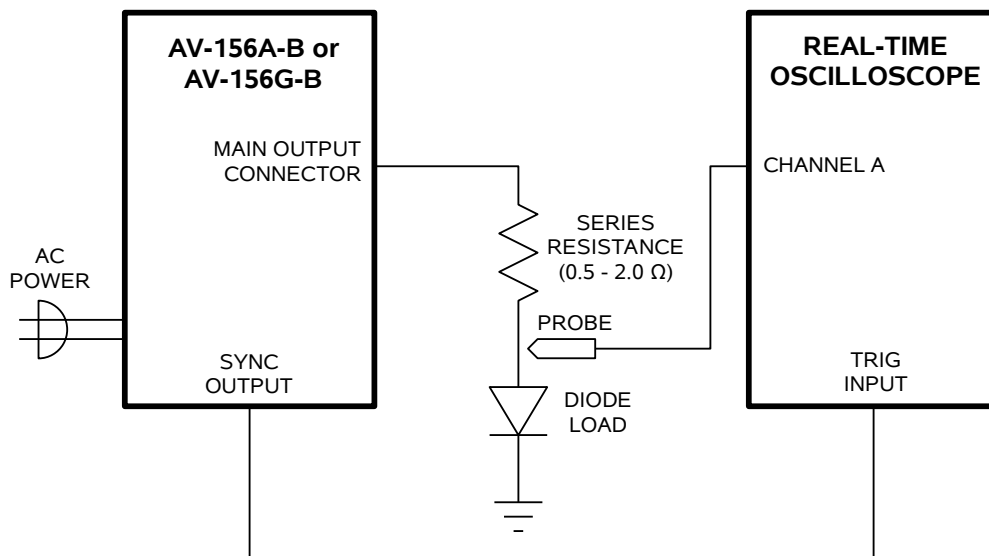 AV-156A-B or
AV-156G-B
MAIN OUTPUT
CONNECTOR
AC
POWER
SYNC
OUTPUT
SERIES
RESISTANCE
(0.5 - 2.0 Ω)
PROBE
DIODE
LOAD
REAL-TIME
OSCILLOSCOPE
CHANNEL A
TRIG
INPUT